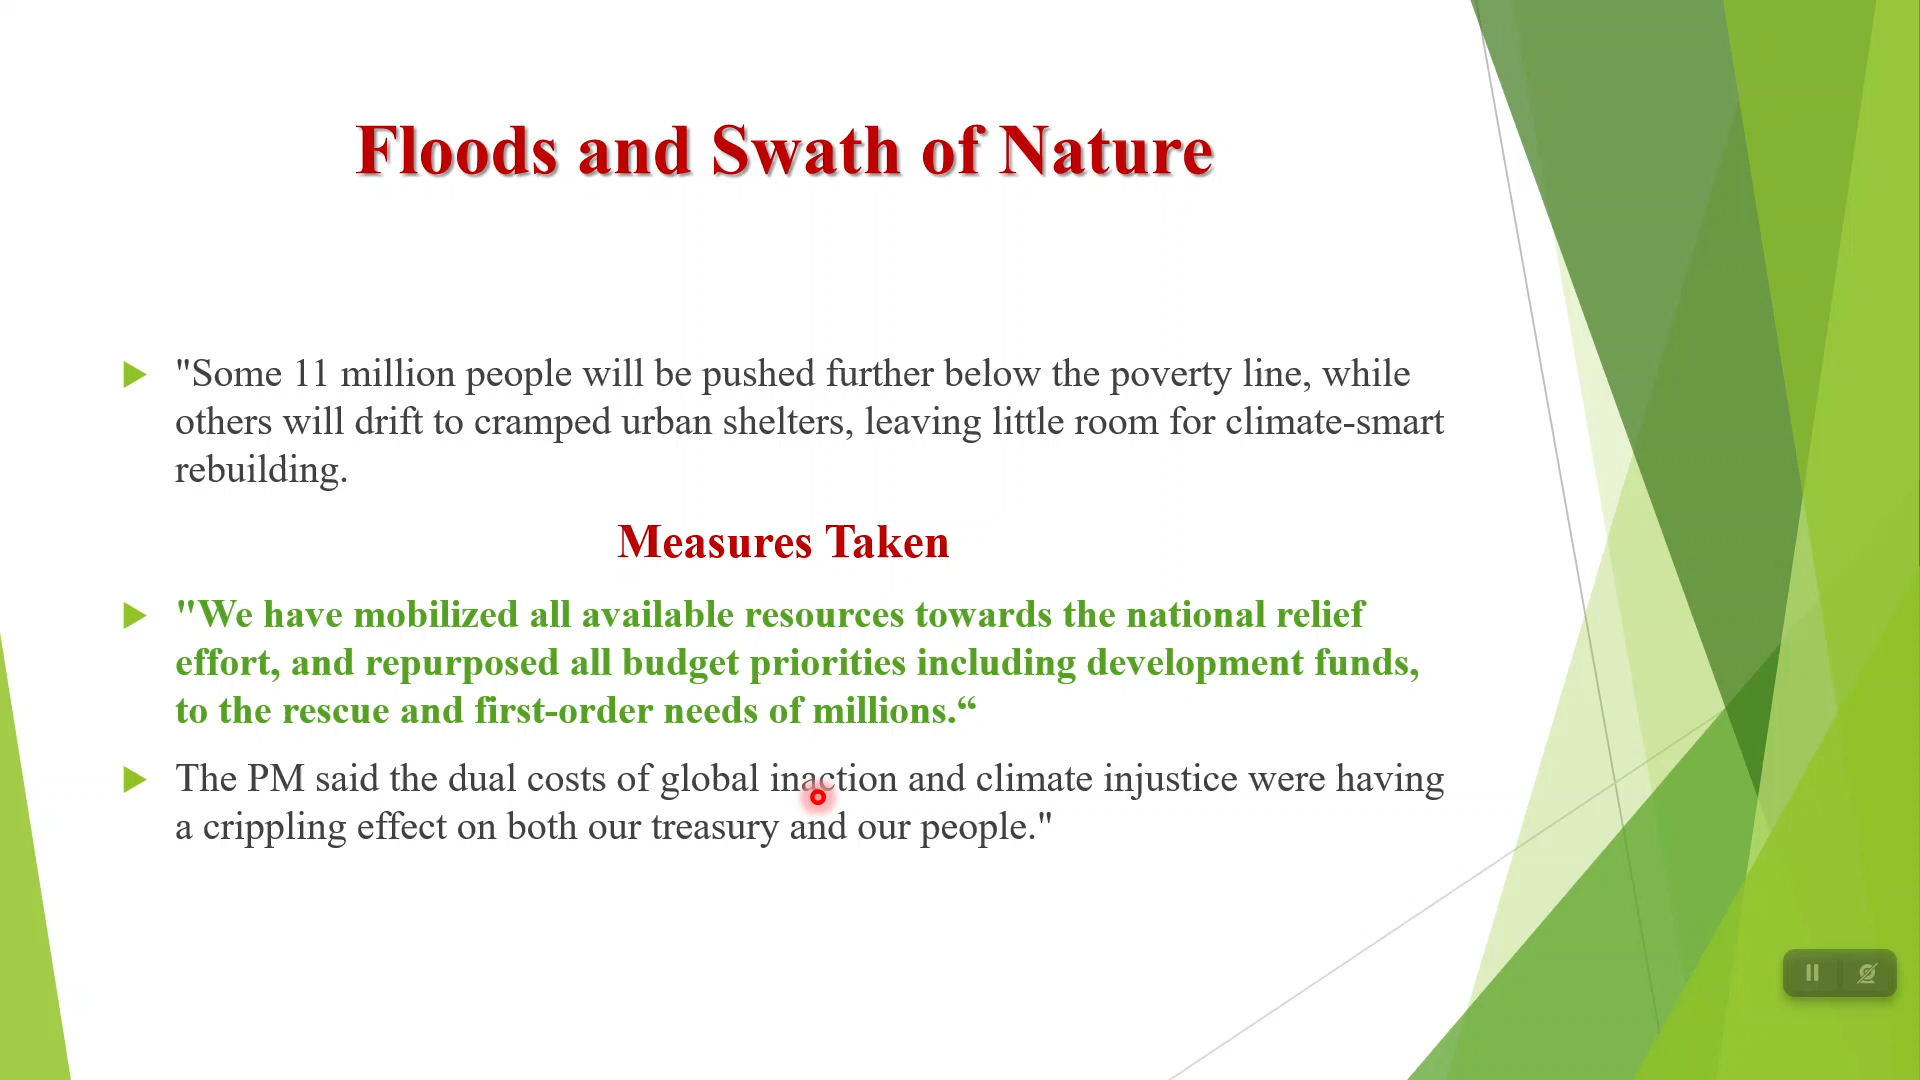 Floods and Swath of Nature
"Some 11 million people will be pushed further below the poverty line, while
others will drift to cramped urban shelters, leaving little room for climate-smart
rebuilding.
Measures Taken
"We have mobilized all available resources towards the national relief
effort, and repurposed all budget priorities including development funds,
to the rescue and first-order needs of millions.“
The PM said the dual costs of global inaction and climate injustice were having
a crippling effect on both our treasury and our people."